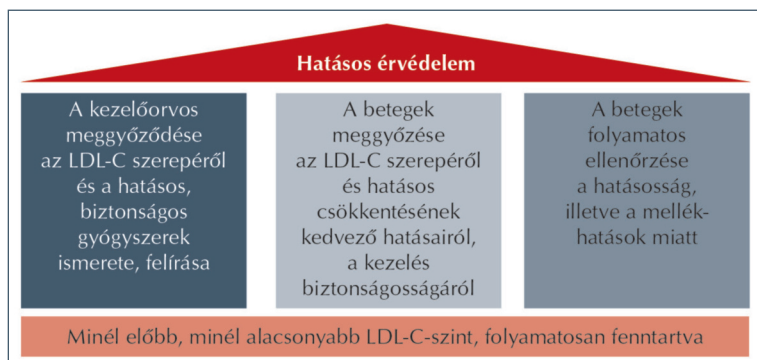 Hatásos érvédelem
A kezelőorvos
meggyőződése
az LDL-C szerepéről
és a hatásos,
biztonságos
gyógyszerek
ismerete, felírása
A betegek
meggyőzése
az LDL-C szerepéről
és hatásos
csökkentésének
kedvező hatásairól,
a kezelés
biztonságosságáról
A betegek
folyamatos
ellenőrzése
a hatásosság,
illetve a mellék-
hatások miatt
Minél előbb, minél alacsonyabb LDL-C-szint, folyamatosan fenntartva